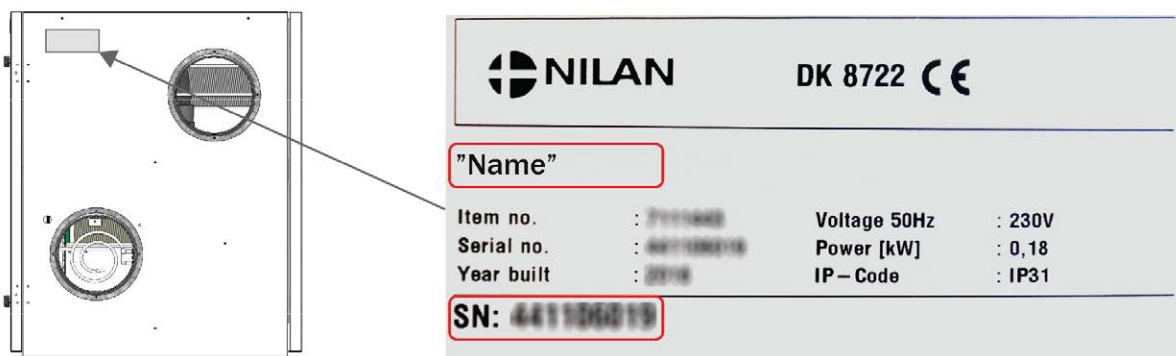 NILAN DK 8722 CE
"Name"
Item no. :
Voltage 50Hz : 230V
Serial no. :
Power [kW] : 0,18
Year built :
IP-Code : IP31
SN: